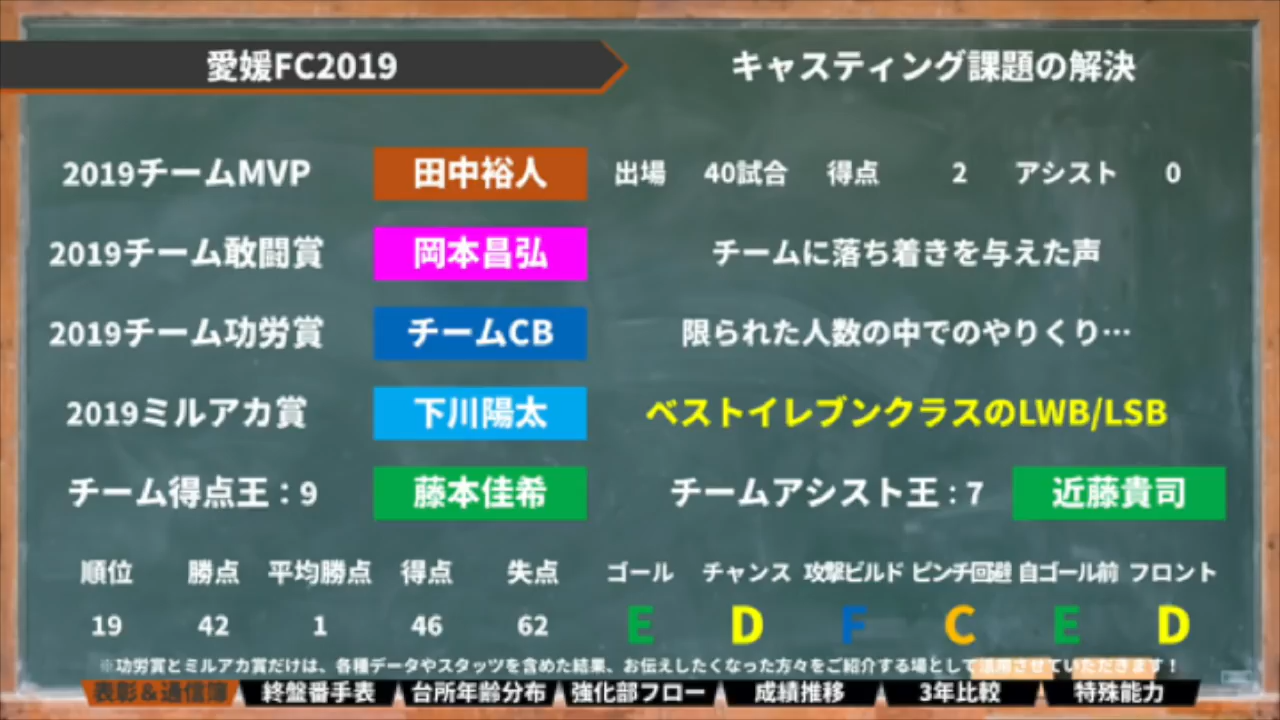 愛媛FC2019
キャスティング課題の解決
2019チームMVP 田中裕人 出場 40試合 得点 2 アシスト 0
2019チーム敢闘賞 岡本昌弘 チームに落ち着きを与えた声
2019チーム功労賞 チームCB 限られた人数の中でのやりくり…
2019ミルアカ賞 下川陽太 ベストイレブンクラスのLWB/LSB
チーム得点王：9 藤本佳希 チームアシスト王：7 近藤貴司
順位 勝点 平均勝点 得点 失点 ゴール チャンス 攻撃ビルド ピンチ回避 自ゴール前 フロント
19 42 1 46 62 E D F C E D
※功労賞とミルアカ賞だけは、各種データやスタッツを含めた結果、お伝えしたくなった方々をご紹介する場として議席させていただきます！
表彰＆通信簿 終盤番手表 台所年齢分布 強化部フロー 成績推移 3年比較 特殊能力